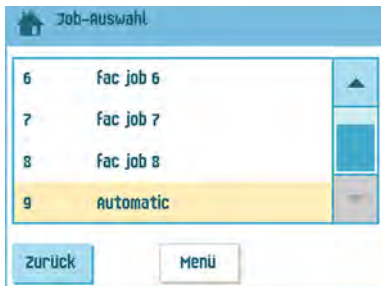 Job-Auswahl
6 fac job 6
7 fac job 7
8 fac job 8
9 Automatic
Zurück Menü